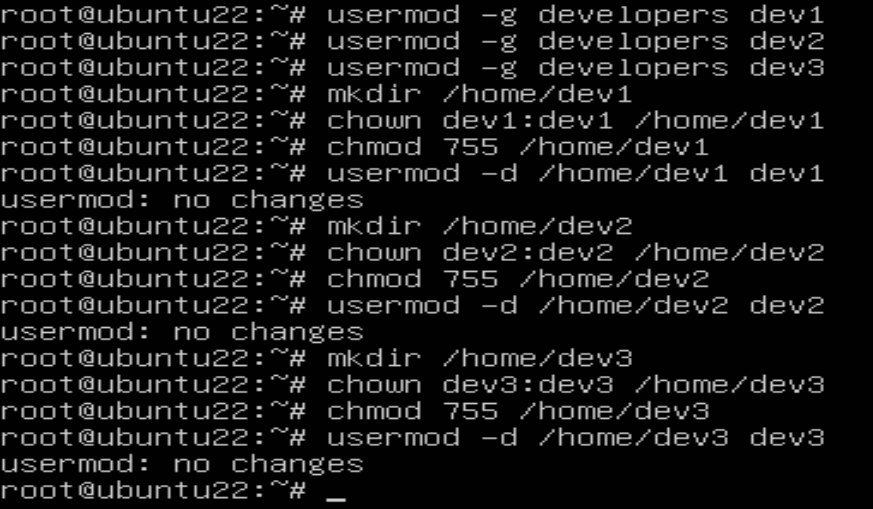 root@ubuntu22:~# usermod -g developers dev1
root@ubuntu22:~# usermod -g developers dev2
root@ubuntu22:~# usermod -g developers dev3
root@ubuntu22:~# mkdir /home/dev1
root@ubuntu22:~# chown dev1:dev1 /home/dev1
root@ubuntu22:~# chmod 755 /home/dev1
root@ubuntu22:~# usermod -d /home/dev1 dev1
usermod: no changes
root@ubuntu22:~# mkdir /home/dev2
root@ubuntu22:~# chown dev2:dev2 /home/dev2
root@ubuntu22:~# chmod 755 /home/dev2
root@ubuntu22:~# usermod -d /home/dev2 dev2
usermod: no changes
root@ubuntu22:~# mkdir /home/dev3
root@ubuntu22:~# chown dev3:dev3 /home/dev3
root@ubuntu22:~# chmod 755 /home/dev3
root@ubuntu22:~# usermod -d /home/dev3 dev3
usermod: no changes
root@ubuntu22:~# _